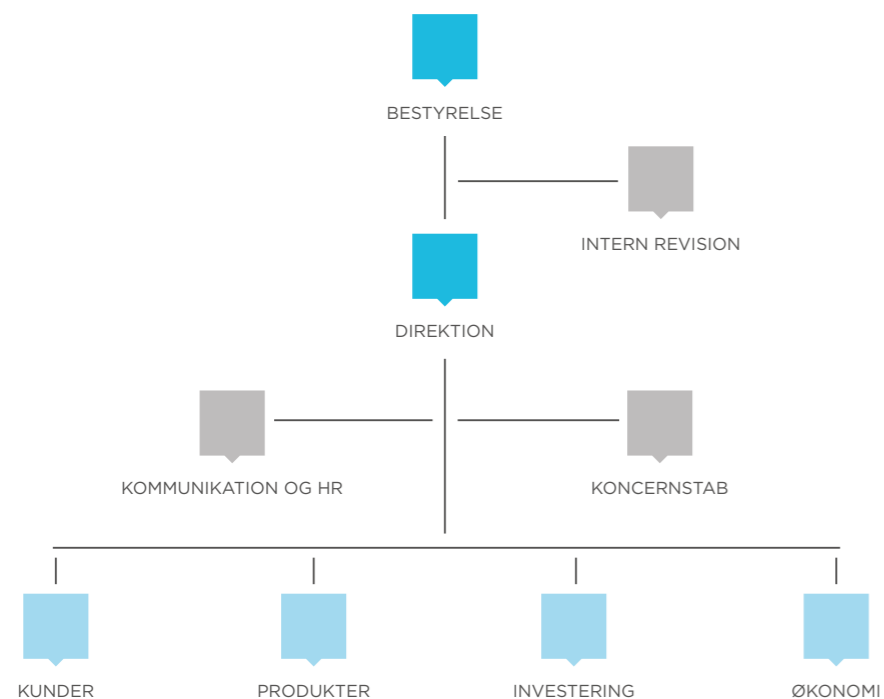 BESTYRELSE
INTERN REVISION
DIREKTION
KOMMUNIKATION OG HR
KONCERNSTAB
KUNDER
PRODUKTER
INVESTERING
ØKONOMI